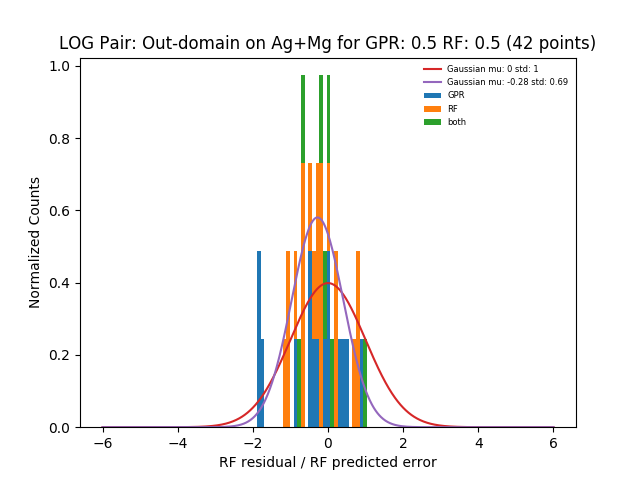 LOG Pair: Out-domain on Ag+Mg for GPR: 0.5 RF: 0.5 (42 points)
1.0
0.8
0.6
0.4
0.2
0.0
Normalized Counts
Gaussian mu: 0 std: 1
Gaussian mu: -0.28 std: 0.69
GPR
RF
both
−6 −4 −2 0 2 4 6
RF residual / RF predicted error